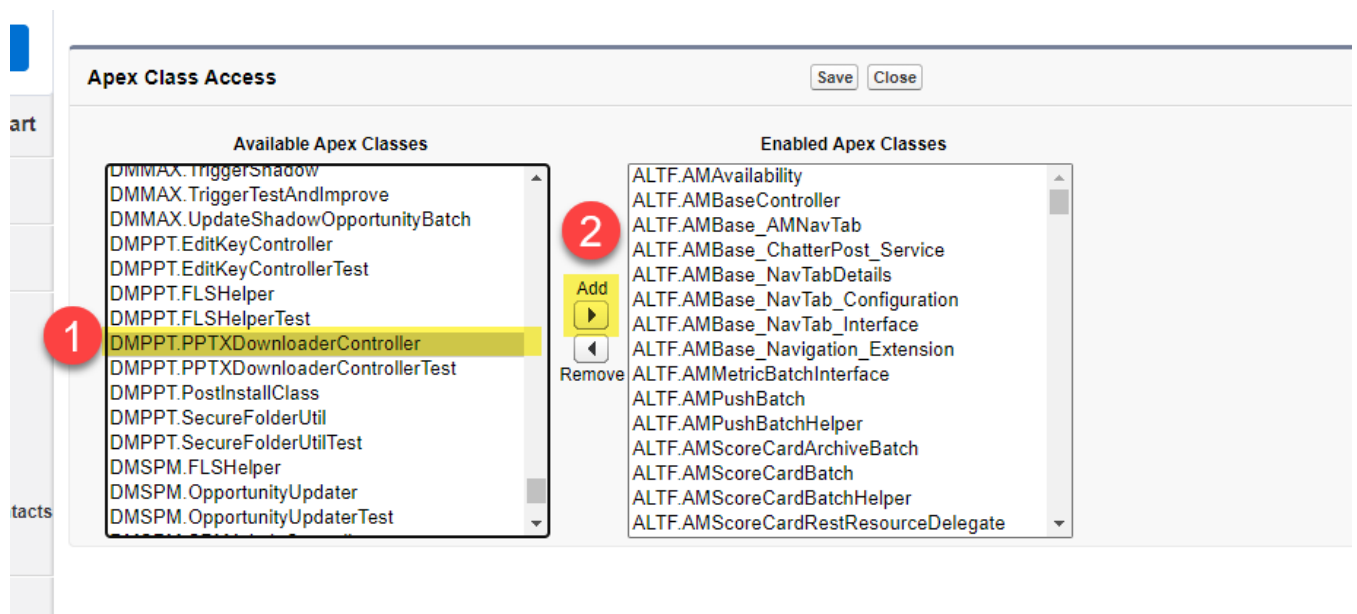 Apex Class Access
Save
Close
art
Available Apex Classes
Enabled Apex Classes
DMMAX.TriggerShadow
DMMAX.TriggerTestAndImprove
DMMAX.UpdateShadowOpportunityBatch
DMPPT.EditKeyController
DMPPT.EditKeyControllerTest
DMPPT.FLSHelper
DMPPT.FLSHelperTest
1
DMPPT.PPTXDownloaderController
DMPPT.PPTXDownloaderControllerTest
DMPPT.PostInstallClass
DMPPT.SecureFolderUtil
DMPPT.SecureFolderUtilTest
DMSPM.FLSHelper
DMSPM.OpportunityUpdater
DMSPM.OpportunityUpdaterTest
2
Add
Remove
ALTF.AMAvailability
ALTF.AMBaseController
ALTF.AMBase_AMNavTab
ALTF.AMBase_ChatterPost_Service
ALTF.AMBase_NavTabDetails
ALTF.AMBase_NavTab_Configuration
ALTF.AMBase_NavTab_Interface
ALTF.AMBase_Navigation_Extension
ALTF.AMMetricBatchInterface
ALTF.AMPushBatch
ALTF.AMPushBatchHelper
ALTF.AMScoreCardArchiveBatch
ALTF.AMScoreCardBatch
ALTF.AMScoreCardBatchHelper
ALTF.AMScoreCardRestResourceDelegate
tacts